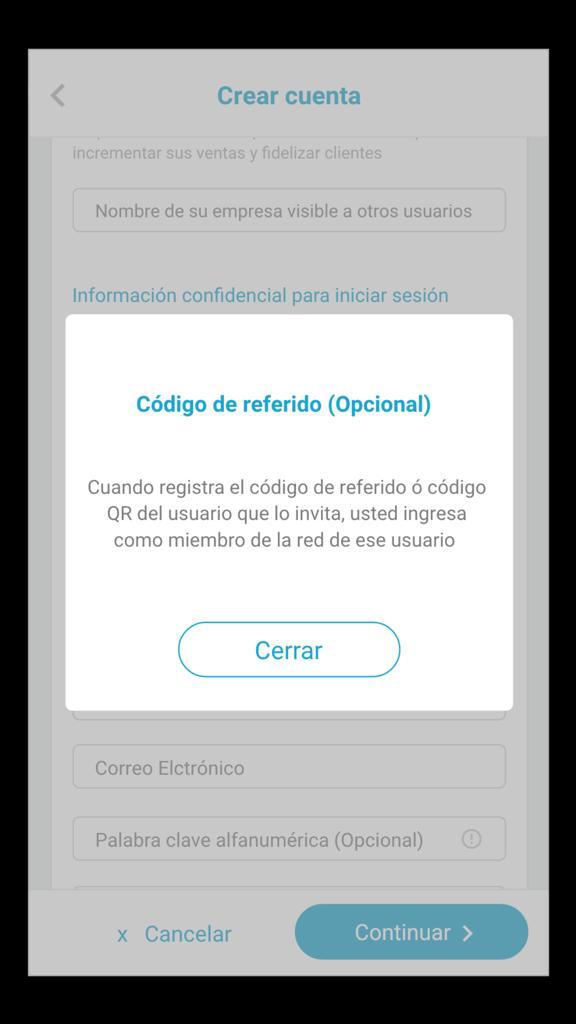 Crear cuenta
incrementar sus ventas y fidelizar clientes
Nombre de su empresa visible a otros usuarios
Información confidencial para iniciar sesión
Código de referido (Opcional)
Cuando registra el código de referido ó código
QR del usuario que lo invita, usted ingresa
como miembro de la red de ese usuario
Cerrar
Correo Elctrónico
Palabra clave alfanumérica (Opcional)
x Cancelar
Continuar